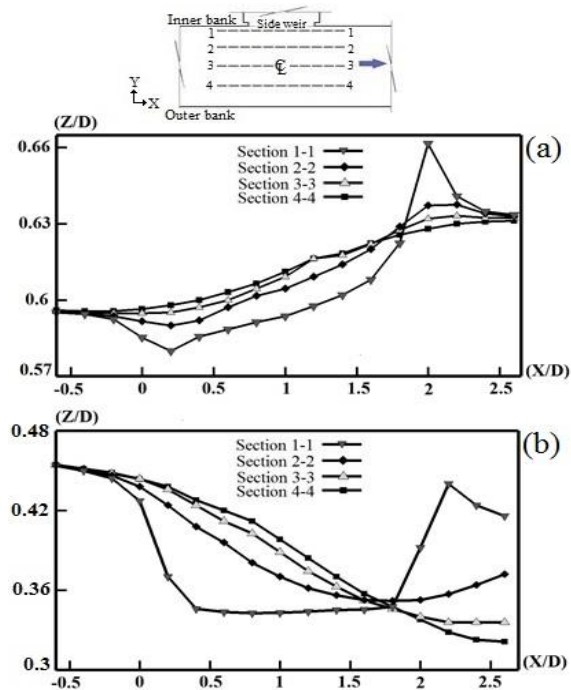 Inner bank
Side weir
1 1
2 2
3 ℄ 3
4 4
Y
X
Outer bank
(Z/D)
(a)
0.66
0.63
0.6
0.57
Section 1-1
Section 2-2
Section 3-3
Section 4-4
-0.5 0 0.5 1 1.5 2 2.5
(X/D)
(Z/D)
(b)
0.48
0.42
0.36
0.3
Section 1-1
Section 2-2
Section 3-3
Section 4-4
-0.5 0 0.5 1 1.5 2 2.5
(X/D)